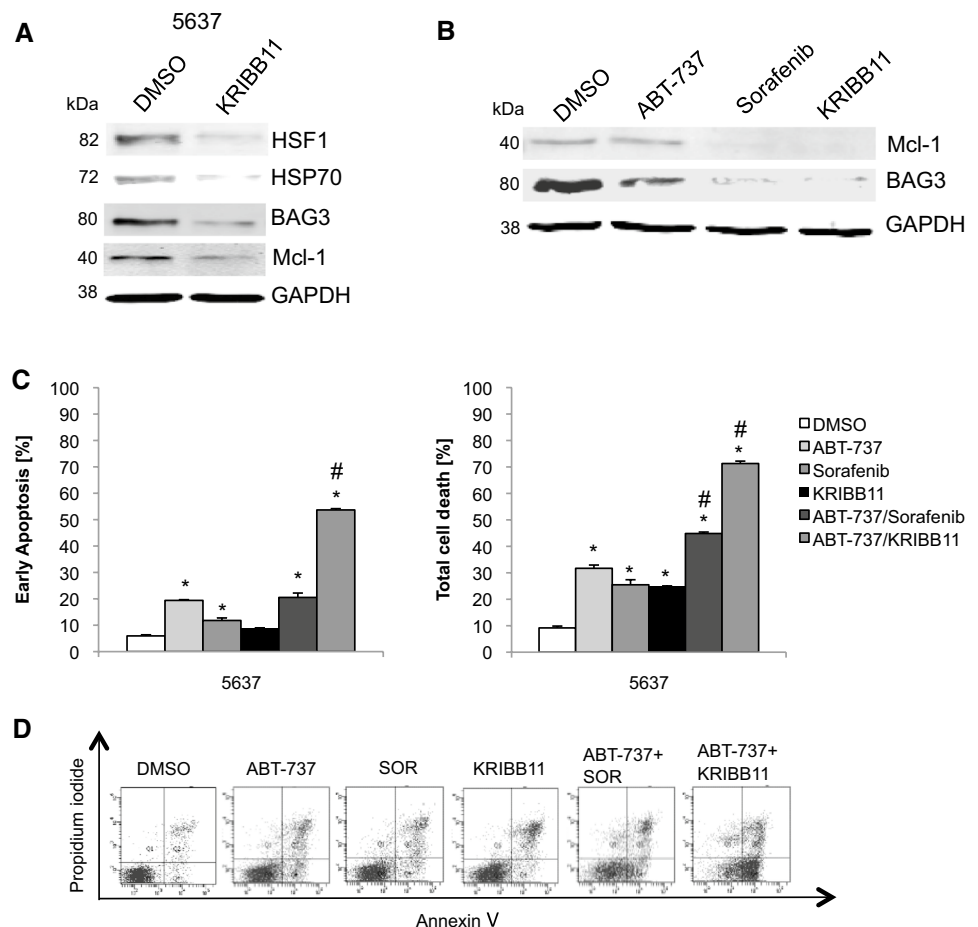 A
5637
DMSO
KRIBB11
kDa
82
HSF1
72
HSP70
80
BAG3
40
Mcl-1
38
GAPDH
B
DMSO
ABT-737
Sorafenib
KRIBB11
kDa
40
Mcl-1
80
BAG3
38
GAPDH
C
Early Apoptosis [%]
100
90
80
70
60
50
40
30
20
10
0
*
*
*
#
*
5637
Total cell death [%]
100
90
80
70
60
50
40
30
20
10
0
*
*
*
#
*
#
*
5637
DMSO
ABT-737
Sorafenib
KRIBB11
ABT-737/Sorafenib
ABT-737/KRIBB11
D
Propidium iodide
DMSO
ABT-737
SOR
KRIBB11
ABT-737+
SOR
ABT-737+
KRIBB11
Annexin V